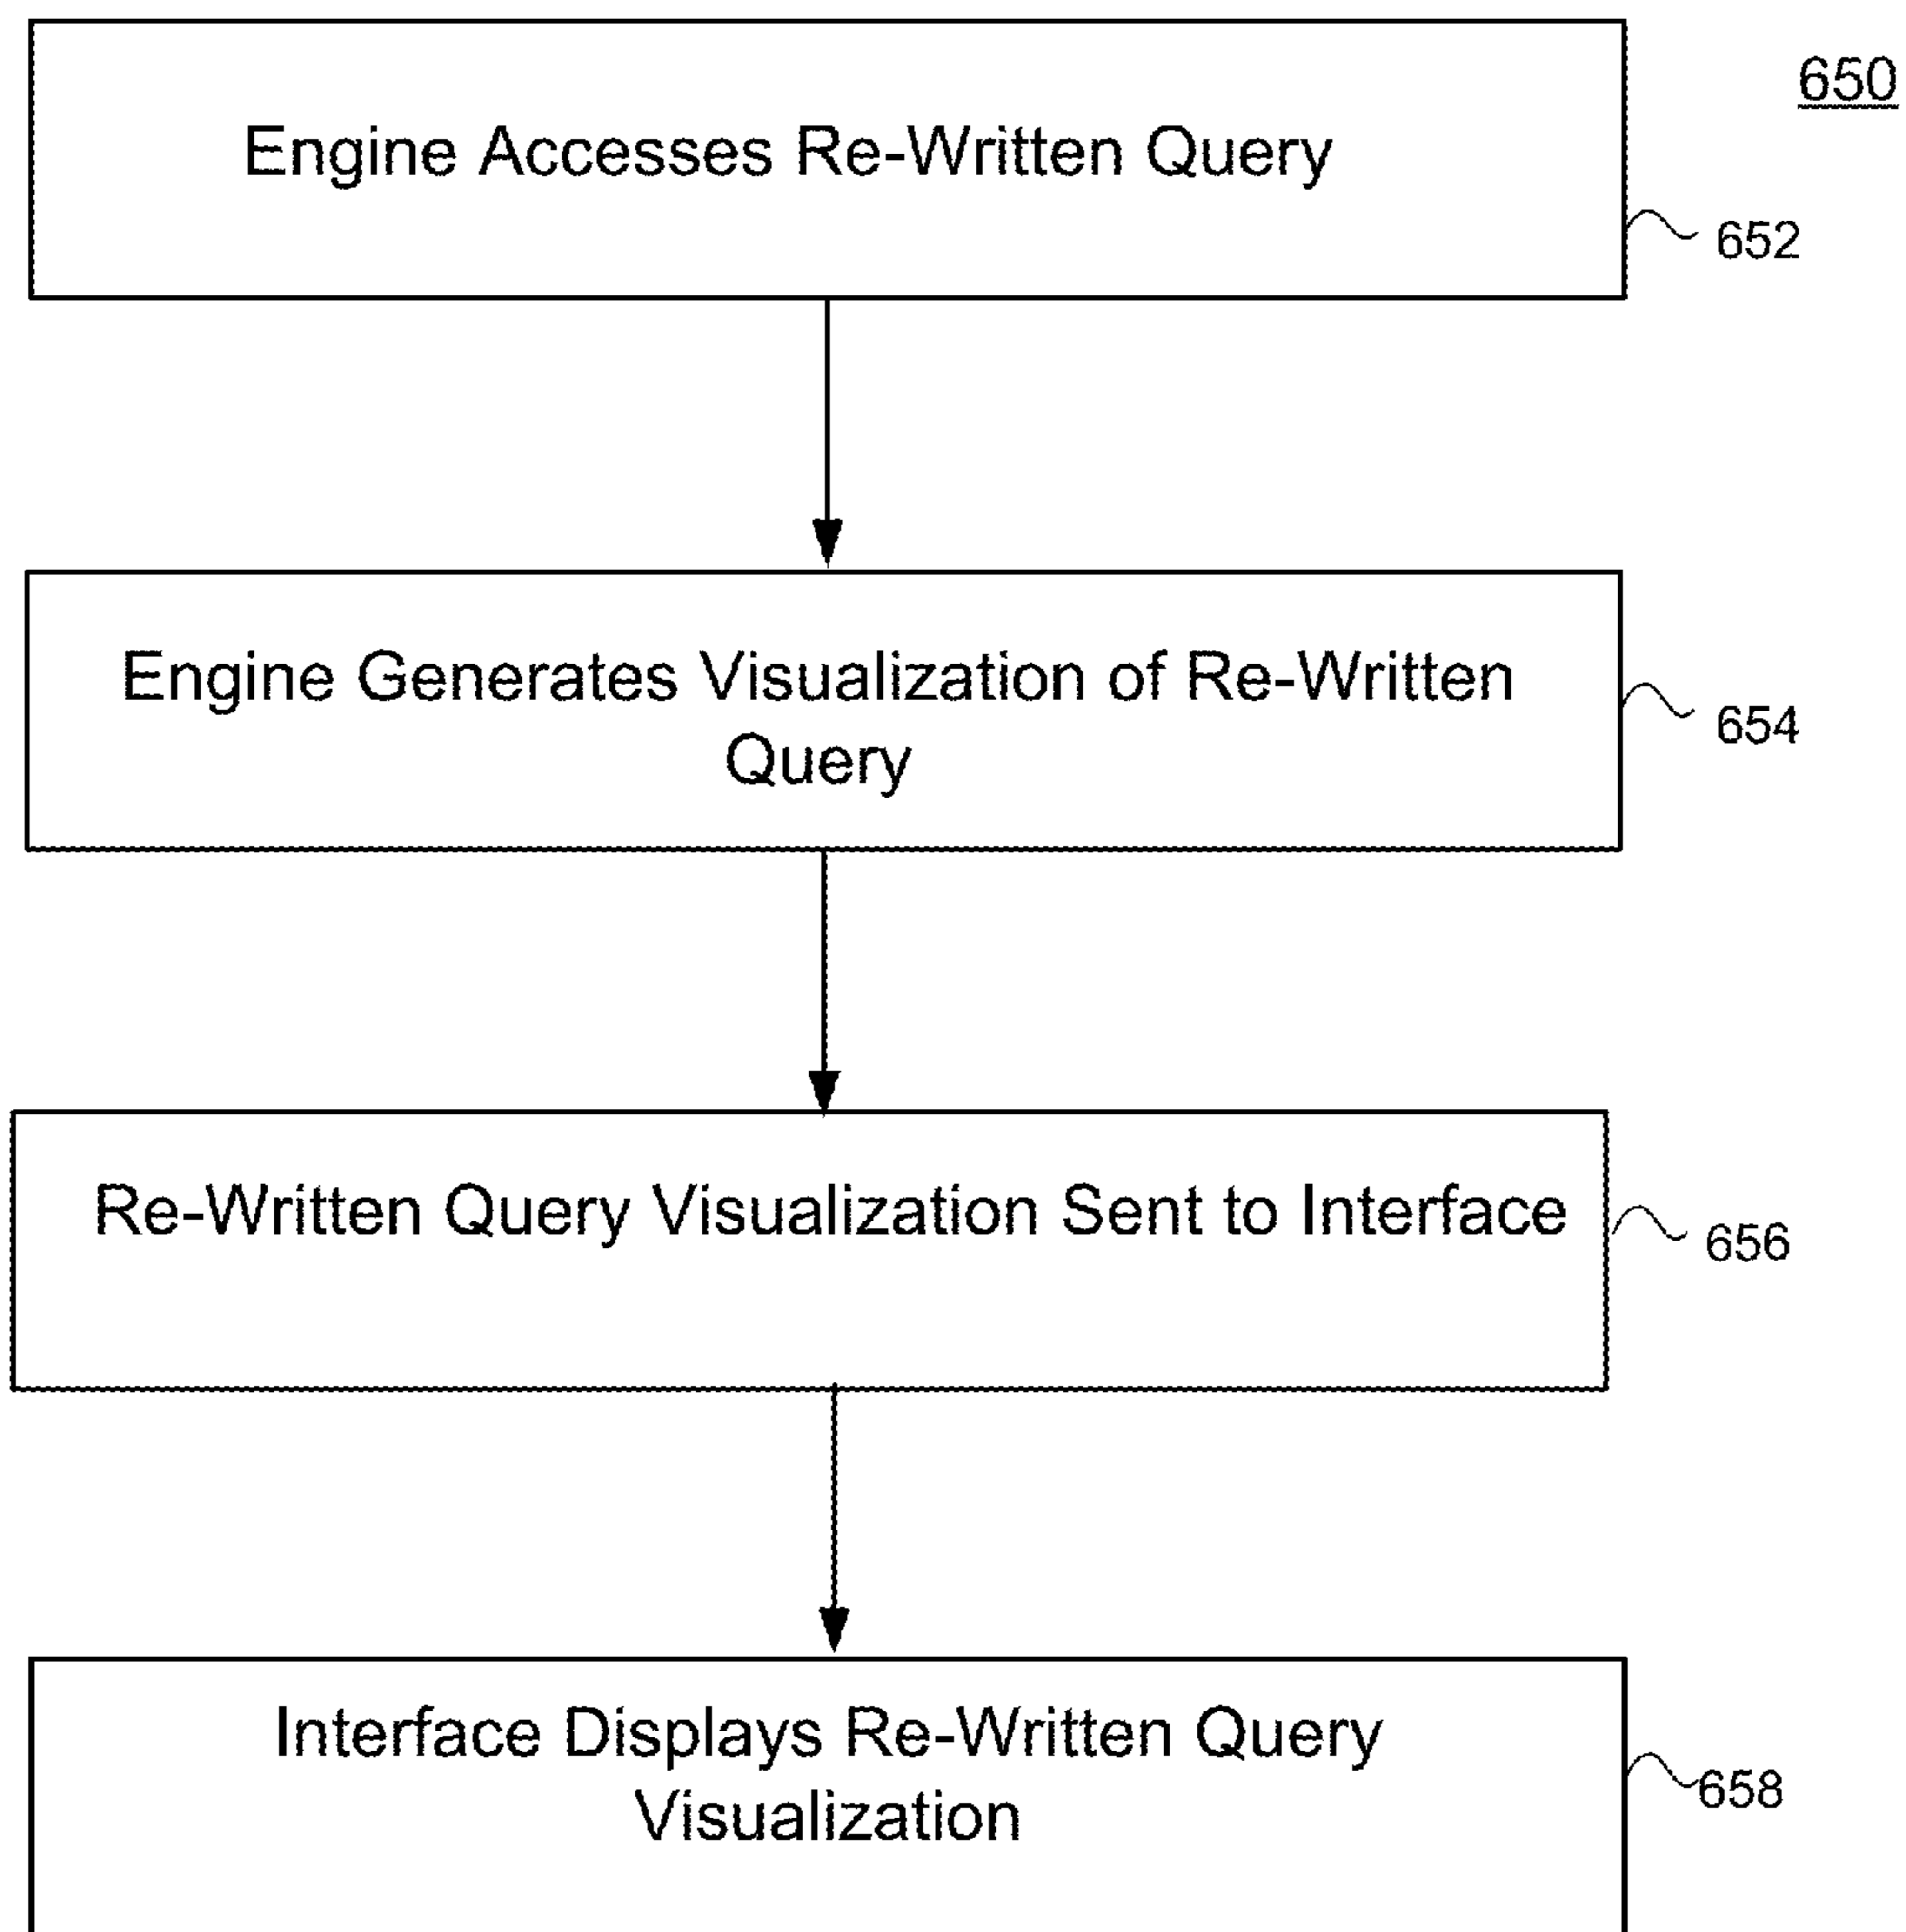 650
Engine Accesses Re-Written Query
652
Engine Generates Visualization of Re-Written
Query
654
Re-Written Query Visualization Sent to Interface
656
Interface Displays Re-Written Query
Visualization
658